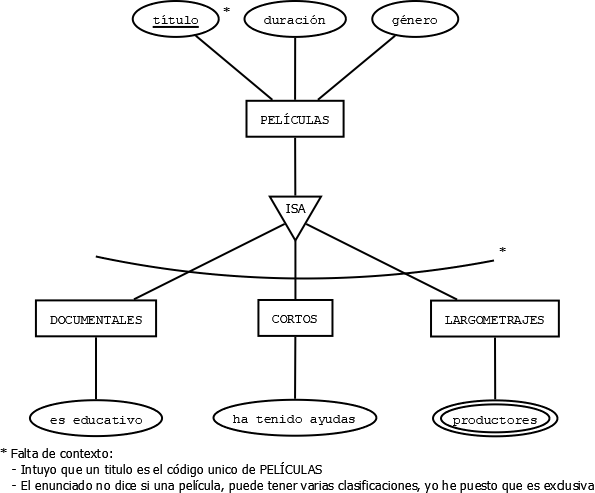 título * duración género
PELÍCULAS
ISA
*
DOCUMENTALES CORTOS LARGOMETRAJES
es educativo ha tenido ayudas productores
* Falta de contexto:
- Intuyo que un titulo es el código unico de PELÍCULAS
- El enunciado no dice si una película, puede tener varias clasificaciones, yo he puesto que es exclusiva